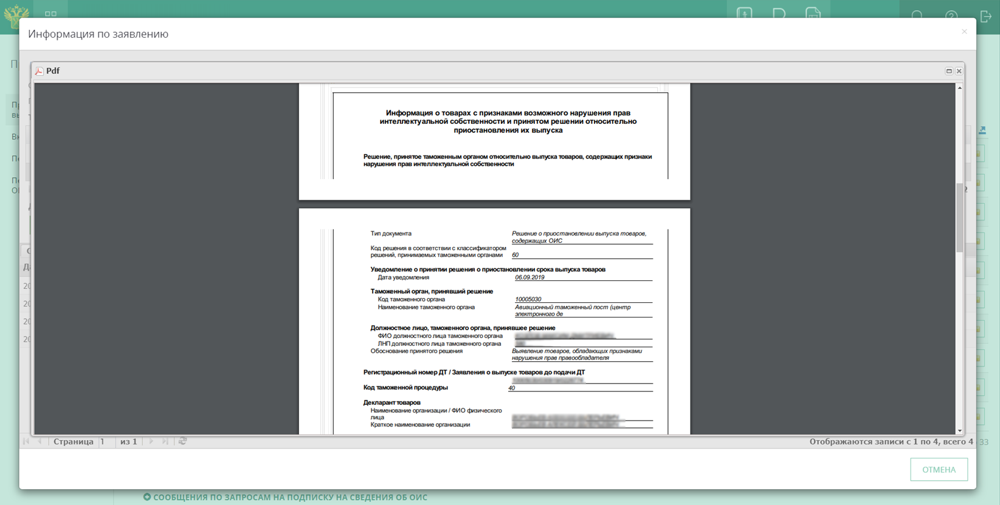 Информация по заявлению
×
Pdf
Информация о товарах с признаками возможного нарушения прав
интеллектуальной собственности и принятом решении относительно
приостановления их выпуска
Решение, принятое таможенным органом относительно выпуска товаров, содержащих признаки
нарушения прав интеллектуальной собственности
Тип документа Решение о приостановлении выпуска товаров,
содержащих ОИС
Код решения в соответствии с классификатором
решений, принимаемых таможенными органами 60
Уведомление о принятии решения о приостановлении срока выпуска товаров
Дата уведомления 06.09.2019
Таможенный орган, принявший решение
Код таможенного органа 10005030
Наименование таможенного органа Авиационный таможенный пост (центр
электронного де
Должностное лицо, таможенного органа, принявшее решение
ФИО должностного лица таможенного органа
ЛНП должностного лица таможенного органа
Обоснование принятого решения Выявление товаров, обладающих признаками
нарушения прав правообладателя
Регистрационный номер ДТ / Заявления о выпуске товаров до подачи ДТ
Код таможенной процедуры 40
Декларант товаров
Наименование организации / ФИО физического
лица
Краткое наименование организации
Страница 1 из 1
Отображаются записи с 1 по 4, всего 4
33
ОТМЕНА
СООБЩЕНИЯ ПО ЗАПРОСАМ НА ПОДПИСКУ НА СВЕДЕНИЯ ОБ ОИС